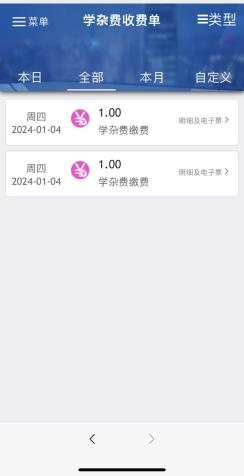 菜单
学杂费收费单
类型
本日
全部
本月
自定义
周四
2024-01-04
1.00
学杂费缴费
明细及电子票
周四
2024-01-04
1.00
学杂费缴费
明细及电子票